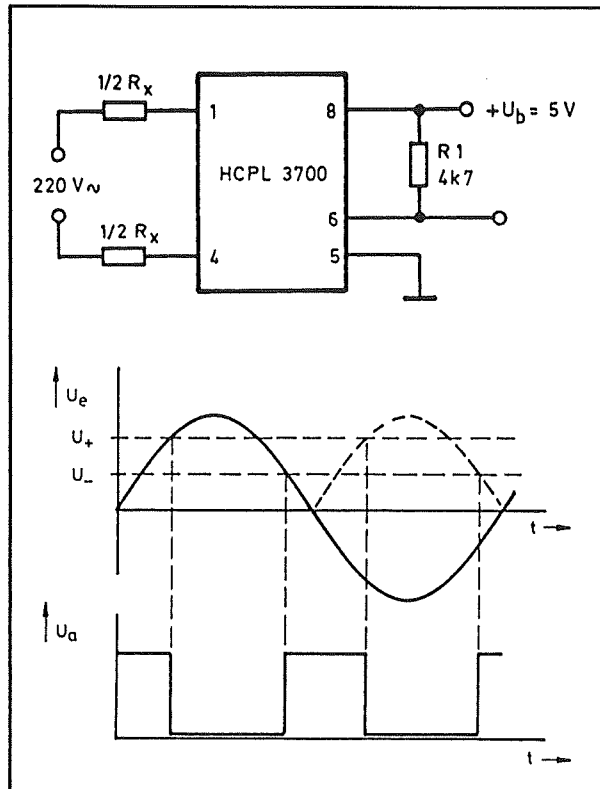 1/2 Rx
1 8 +Ub = 5 V
HCPL 3700
R1
4k7
220 V~
6
1/2 Rx
4 5
Ue
U+
U-
t →
Ua
t →